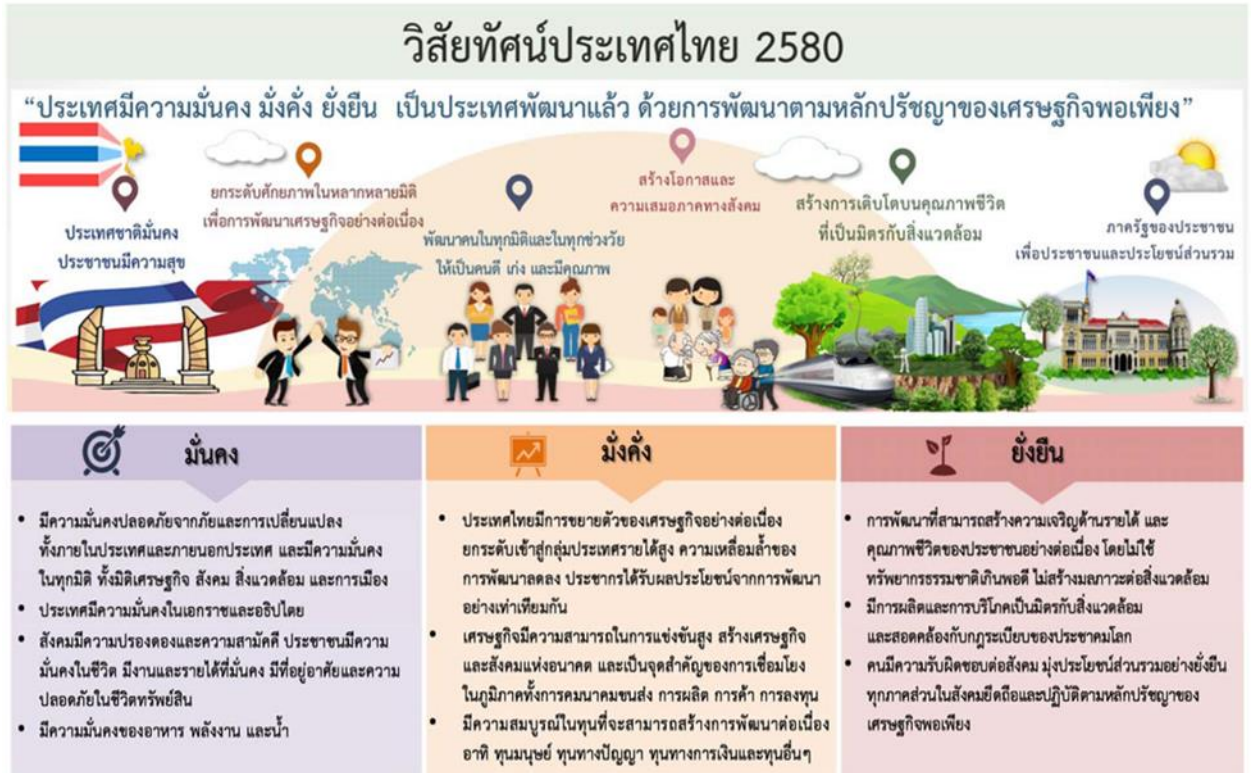 วิสัยทัศน์ประเทศไทย 2580
“ประเทศมีความมั่นคง มั่งคั่ง ยั่งยืน เป็นประเทศพัฒนาแล้ว ด้วยการพัฒนาตามหลักปรัชญาของเศรษฐกิจพอเพียง”
ประเทศชาติมั่นคง
ประชาชนมีความสุข
ยกระดับศักยภาพในหลากหลายมิติ
เพื่อการพัฒนาเศรษฐกิจอย่างต่อเนื่อง
พัฒนาคนในทุกมิติและในทุกช่วงวัย
ให้เป็นคนดี เก่ง และมีคุณภาพ
สร้างโอกาสและ
ความเสมอภาคทางสังคม
สร้างการเติบโตบนคุณภาพชีวิต
ที่เป็นมิตรกับสิ่งแวดล้อม
ภาครัฐของประชาชน
เพื่อประชาชนและประโยชน์ส่วนรวม
มั่นคง
• มีความมั่นคงปลอดภัยจากภัยและการเปลี่ยนแปลง
ทั้งภายในประเทศและภายนอกประเทศ และมีความมั่นคง
ในทุกมิติ ทั้งมิติเศรษฐกิจ สังคม สิ่งแวดล้อม และการเมือง
• ประเทศมีความมั่นคงในเอกราชและอธิปไตย
• สังคมมีความปรองดองและความสามัคคี ประชาชนมีความ
มั่นคงในชีวิต มีงานและรายได้ที่มั่นคง มีที่อยู่อาศัยและความ
ปลอดภัยในชีวิตทรัพย์สิน
• มีความมั่นคงของอาหาร พลังงาน และน้ำ
มั่งคั่ง
• ประเทศไทยมีการขยายตัวของเศรษฐกิจอย่างต่อเนื่อง
ยกระดับเข้าสู่กลุ่มประเทศรายได้สูง ความเหลื่อมล้ำของ
การพัฒนาลดลง ประชากรได้รับผลประโยชน์จากการพัฒนา
อย่างเท่าเทียมกัน
• เศรษฐกิจมีความสามารถในการแข่งขันสูง สร้างเศรษฐกิจ
และสังคมแห่งอนาคต และเป็นจุดสำคัญของการเชื่อมโยง
ในภูมิภาคทั้งการคมนาคมขนส่ง การผลิต การค้า การลงทุน
• มีความสมบูรณ์ในทุนที่จะสามารถสร้างการพัฒนาต่อเนื่อง
อาทิ ทุนมนุษย์ ทุนทางปัญญา ทุนทางการเงินและทุนอื่นๆ
ยั่งยืน
• การพัฒนาที่สามารถสร้างความเจริญด้านรายได้ และ
คุณภาพชีวิตของประชาชนอย่างต่อเนื่อง โดยไม่ใช้
ทรัพยากรธรรมชาติเกินพอดี ไม่สร้างมลภาวะต่อสิ่งแวดล้อม
• มีการผลิตและการบริโภคเป็นมิตรกับสิ่งแวดล้อม
และสอดคล้องกับกฎระเบียบของประชาคมโลก
• คนมีความรับผิดชอบต่อสังคม มุ่งประโยชน์ส่วนรวมอย่างยั่งยืน
ทุกภาคส่วนในสังคมยึดถือและปฏิบัติตามหลักปรัชญาของ
เศรษฐกิจพอเพียง